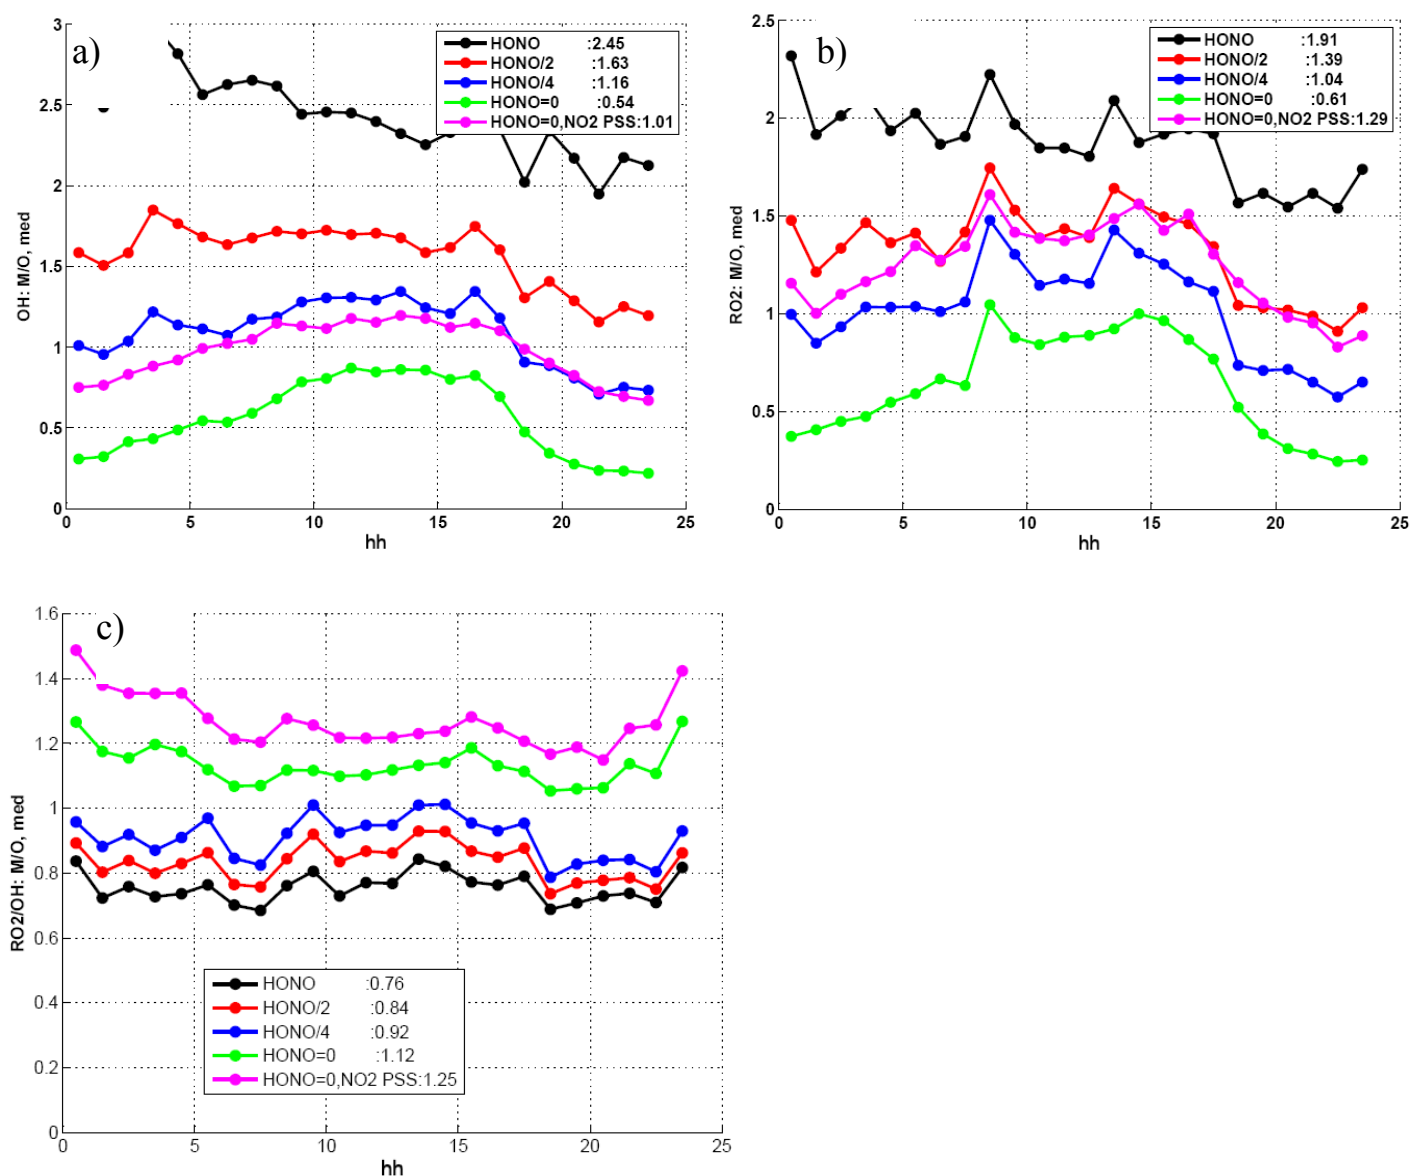 a)
OH: M/O, med
3
2.5
2
1.5
1
0.5
0
0 5 10 15 20 25
hh
HONO :2.45
HONO/2 :1.63
HONO/4 :1.16
HONO=0 :0.54
HONO=0,NO2 PSS:1.01
b)
RO2: M/O, med
2.5
2
1.5
1
0.5
0
0 5 10 15 20 25
hh
HONO :1.91
HONO/2 :1.39
HONO/4 :1.04
HONO=0 :0.61
HONO=0,NO2 PSS:1.29
c)
RO2/OH: M/O, med
1.6
1.4
1.2
1
0.8
0.6
0.4
0.2
0
0 5 10 15 20 25
hh
HONO :0.76
HONO/2 :0.84
HONO/4 :0.92
HONO=0 :1.12
HONO=0,NO2 PSS:1.25